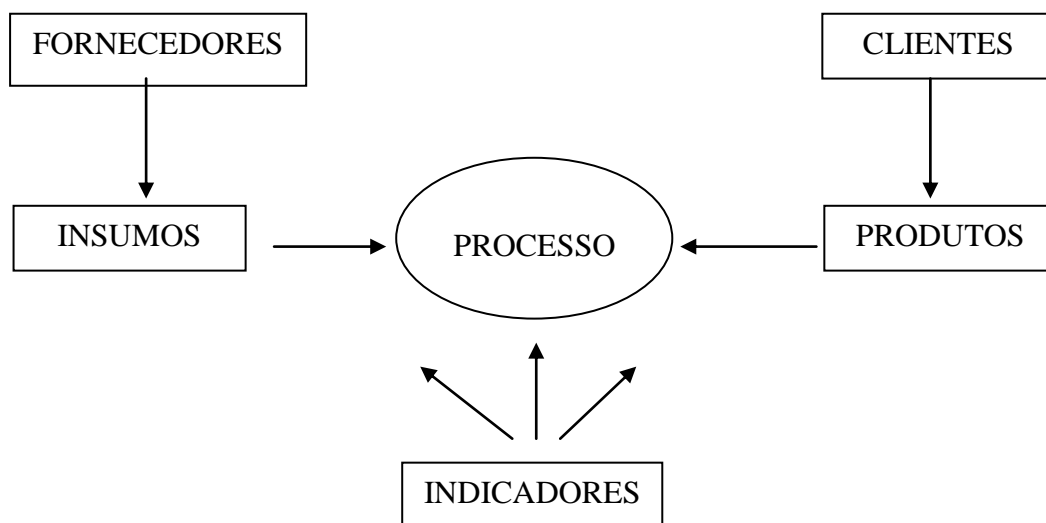 FORNECEDORES
CLIENTES
INSUMOS
PROCESSO
PRODUTOS
INDICADORES